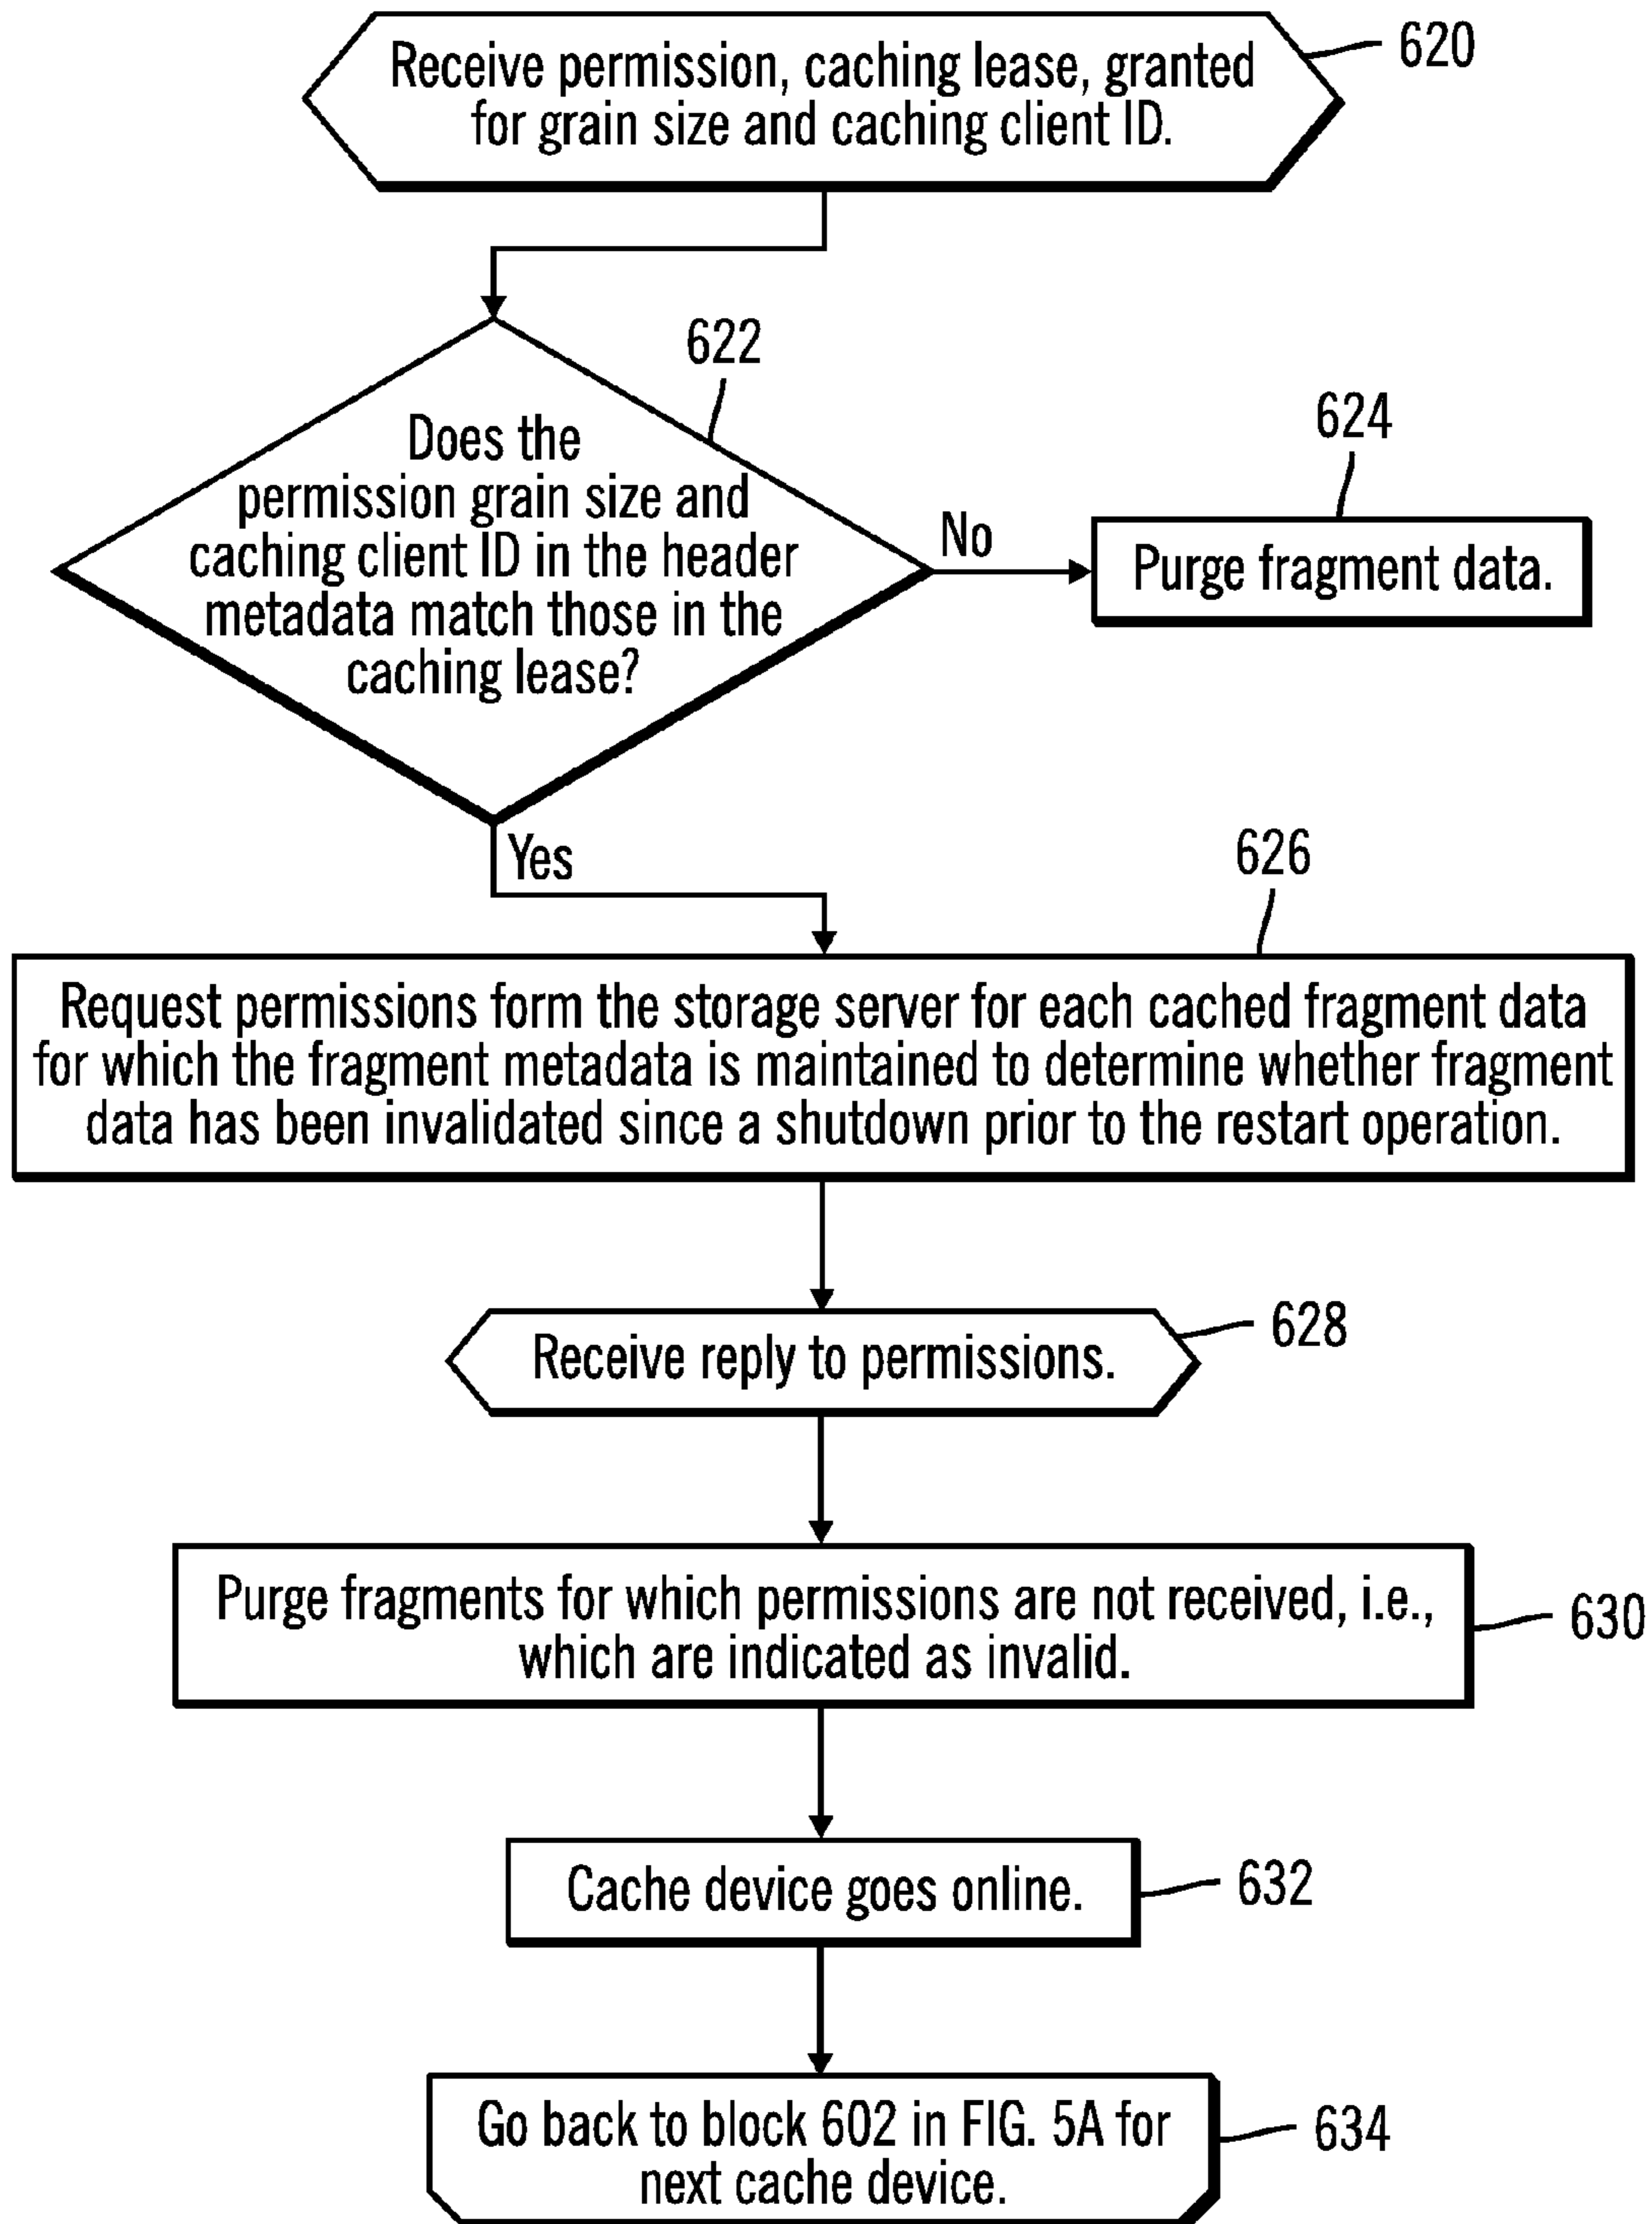 Receive permission, caching lease, granted
for grain size and caching client ID.
620
622
Does the
permission grain size and
caching client ID in the header
metadata match those in the
caching lease?
No
624
Purge fragment data.
Yes
626
Request permissions form the storage server for each cached fragment data
for which the fragment metadata is maintained to determine whether fragment
data has been invalidated since a shutdown prior to the restart operation.
Receive reply to permissions.
628
Purge fragments for which permissions are not received, i.e.,
which are indicated as invalid.
630
Cache device goes online.
632
Go back to block 602 in FIG. 5A for
next cache device.
634